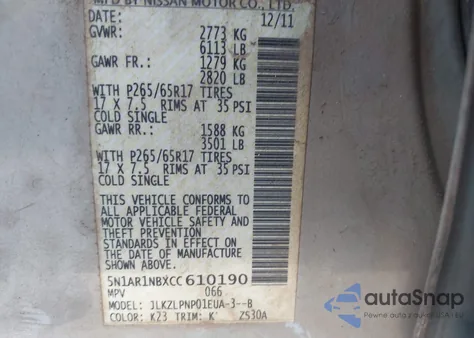 MFD BY NISSAN MOTOR CO., LTD.
DATE: 12/11
GVWR: 2773 KG
6113 LB
GAWR FR.: 1279 KG
2820 LB
WITH P265/65R17 TIRES
17 X 7.5 RIMS AT 35 PSI
COLD SINGLE
GAWR RR.: 1588 KG
3501 LB
WITH P265/65R17 TIRES
17 X 7.5 RIMS AT 35 PSI
COLD SINGLE
THIS VEHICLE CONFORMS TO
ALL APPLICABLE FEDERAL
MOTOR VEHICLE SAFETY AND
THEFT PREVENTION
STANDARDS IN EFFECT ON
THE DATE OF MANUFACTURE
SHOWN ABOVE.
5N1AR1NBXCC610190
MPV 066
MODEL: JLKZLPNPQ1EUA-3--B
COLOR: K23 TRIM: K ZS30A
autoSnap
Pewne auta z USA